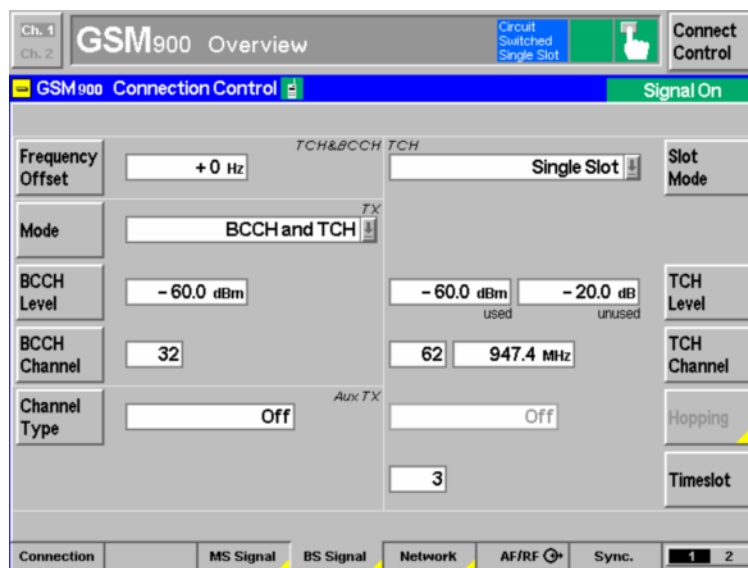 Ch. 1
Ch. 2
GSM900 Overview
Circuit
Switched
Single Slot
Connect
Control
GSM900 Connection Control
Signal On
TCH&BCCH TCH
Frequency
Offset
+0 Hz
Single Slot
Slot
Mode
TX
Mode
BCCH and TCH
BCCH
Level
-60.0 dBm
-60.0 dBm
used
-20.0 dB
unused
TCH
Level
BCCH
Channel
32
62
947.4 MHz
TCH
Channel
Aux TX
Channel
Type
Off
Off
Hopping
3
Timeslot
Connection
MS Signal
BS Signal
Network
AF/RF
Sync.
1 2